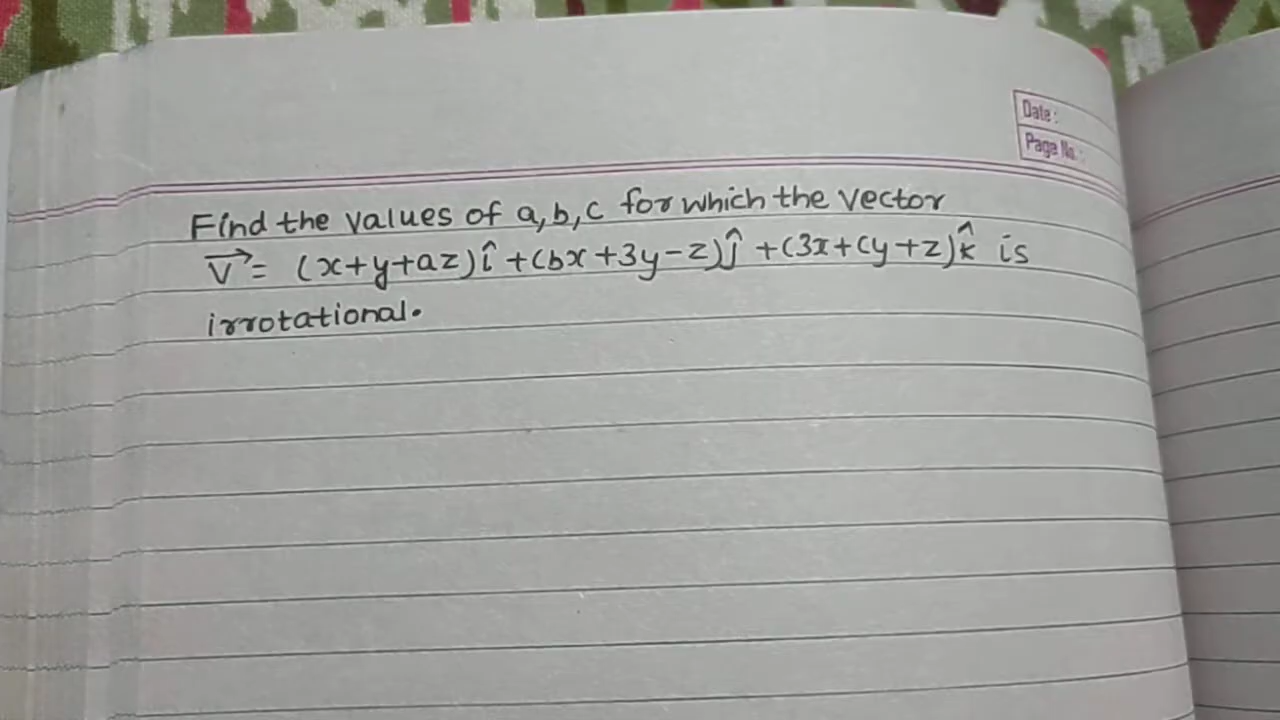 Date :
Page No. :
Find the values of a,b,c for which the vector
V⃗ = (x+y+az)î +(bx+3y-z)ĵ +(3x+cy+z)k̂ is
irrotational.